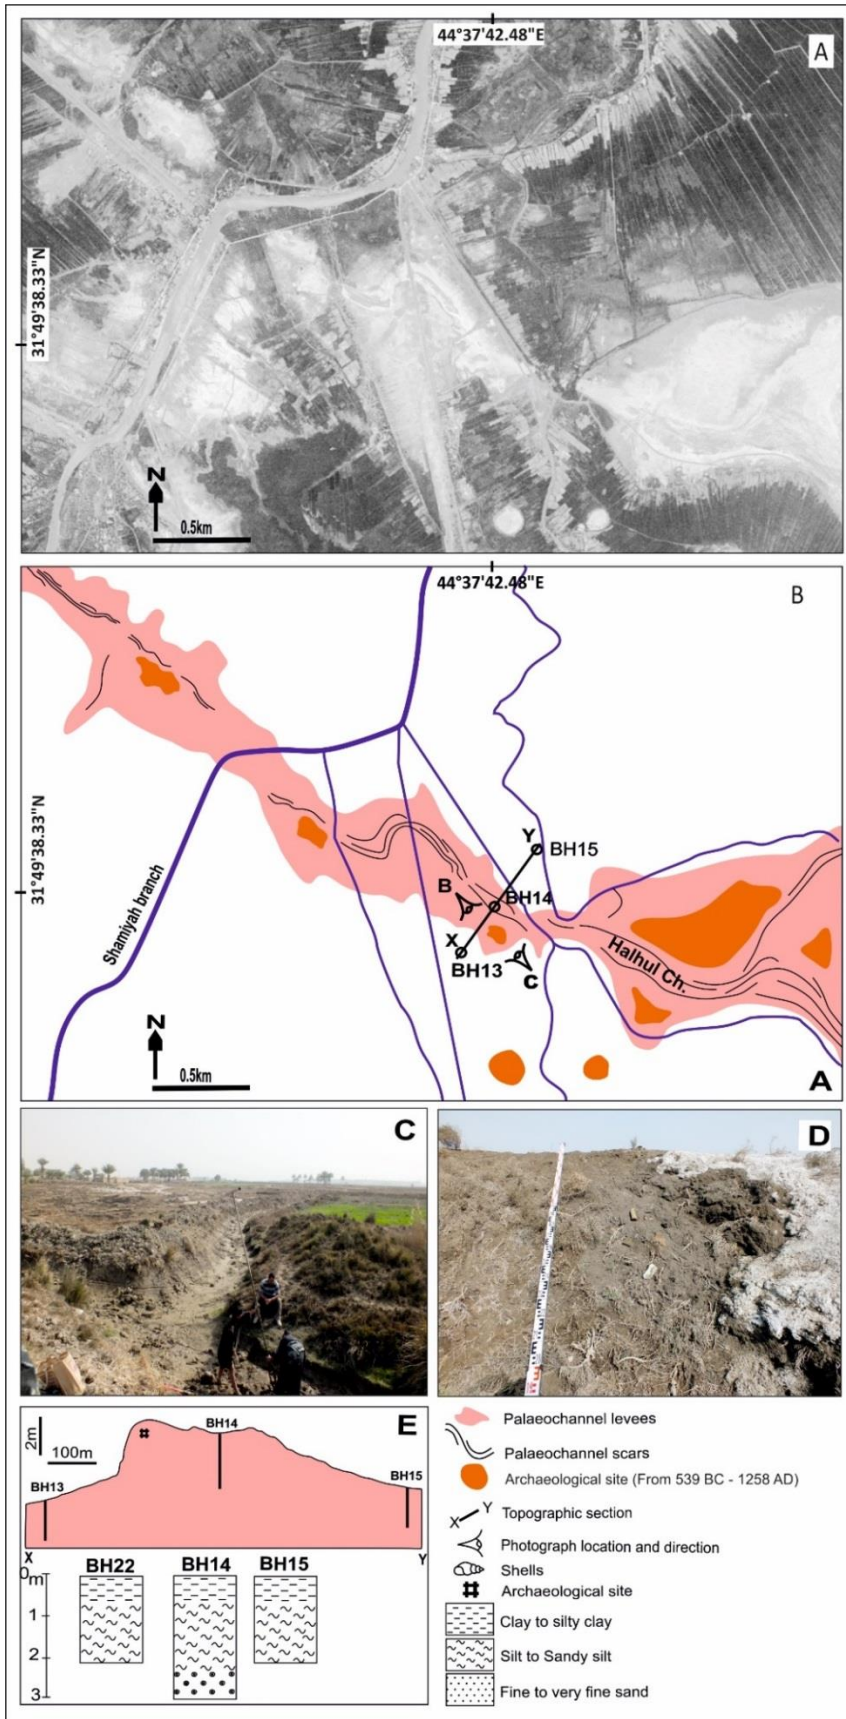 44°37'42.48"E
A
31°49'38.33"N
N
0.5km
44°37'42.48"E
B
31°49'38.33"N
Shamiyah branch
Y
BH15
B
BH14
X
BH13
C
Halhul Ch.
N
0.5km
A
C
D
2m
100m
E
BH14
BH13
BH15
X
Y
BH22 BH14 BH15
0m
1
2
3
Palaeochannel levees
Palaeochannel scars
Archaeological site (From 539 BC - 1258 AD)
X Y Topographic section
Photograph location and direction
Shells
Archaeological site
Clay to silty clay
Silt to Sandy silt
Fine to very fine sand